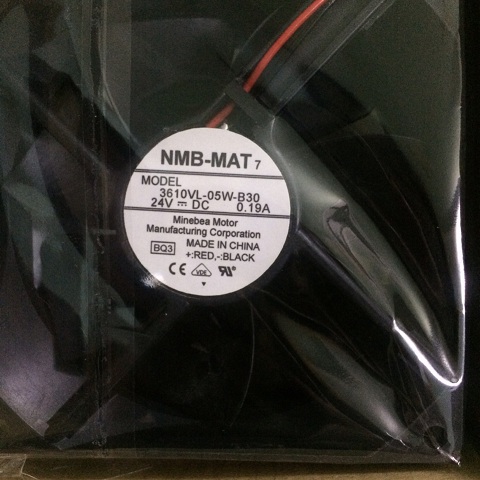 NMB-MAT 7
MODEL
3610VL-05W-B30
24V ⎓ DC 0.19A
Minebea Motor
Manufacturing Corporation
BQ3 MADE IN CHINA
+:RED,-:BLACK
CE VDE